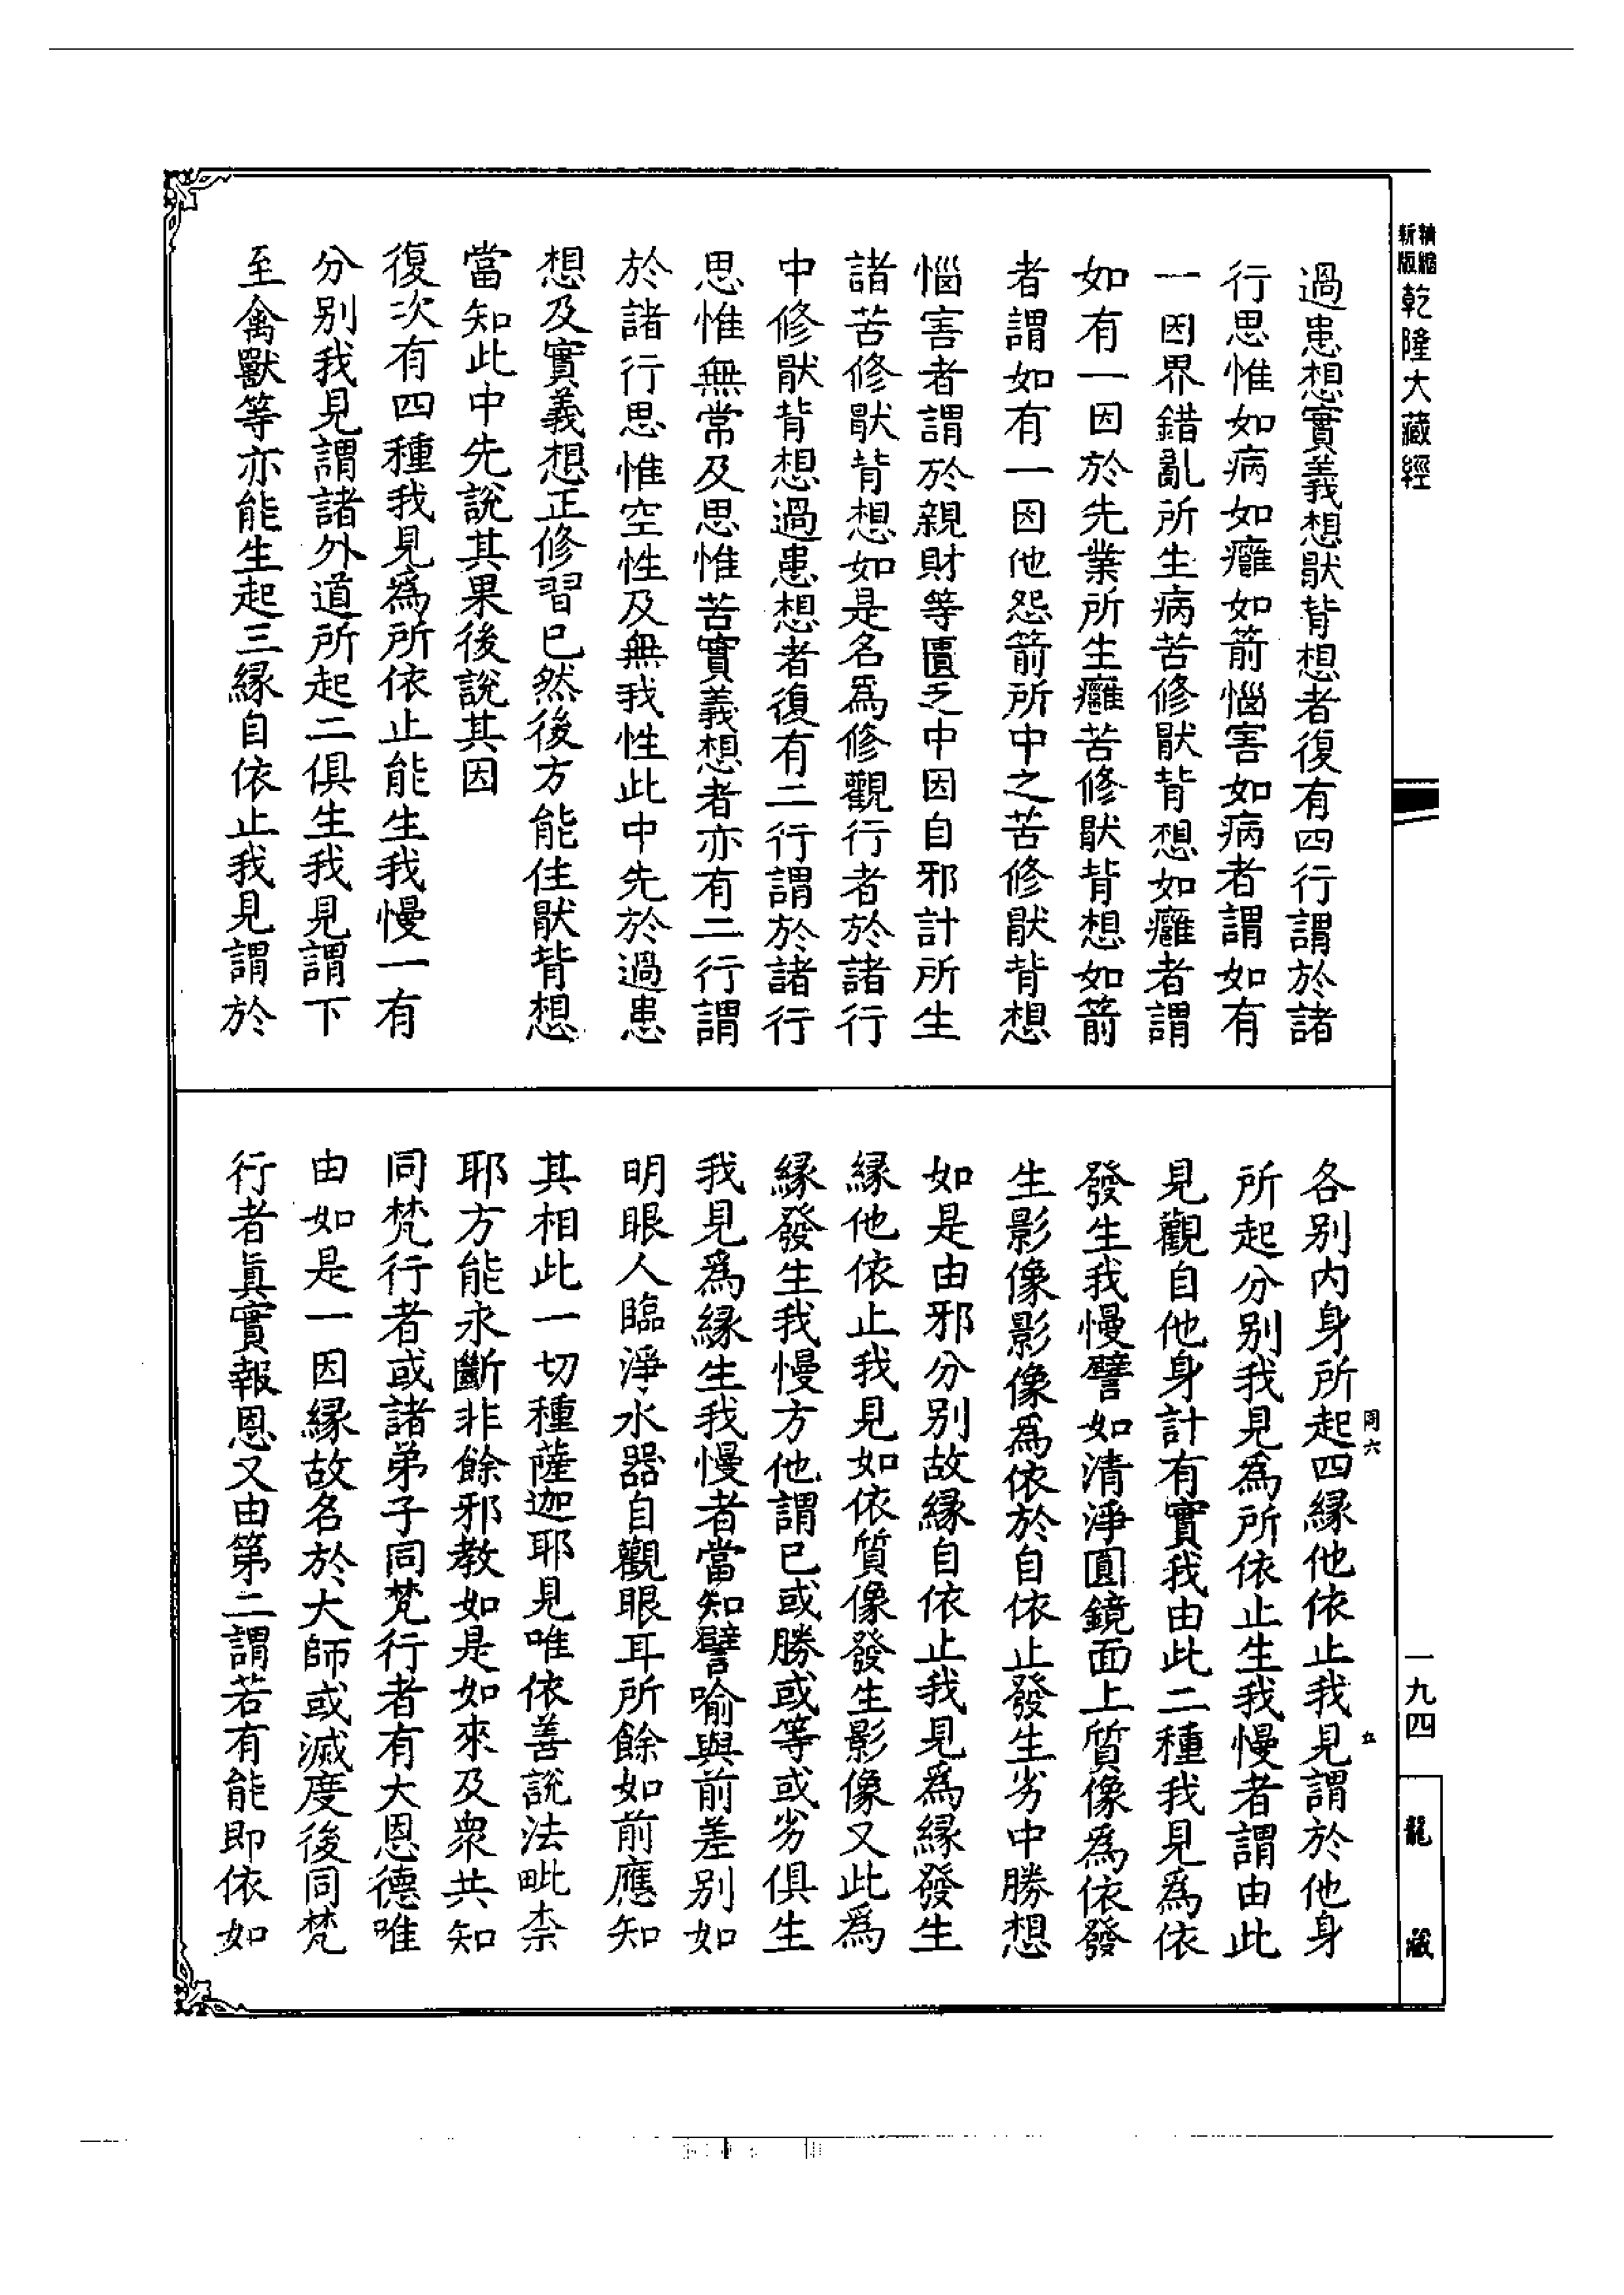 新版精縮
乾隆大藏經
過患想實義想猒背想者復有四行謂於諸
行思惟如病如癰如箭惱害如病者謂如有
一因界錯亂所生病苦修猒背想如癰者謂
如有一因於先業所生癰苦修猒背想如箭
者謂如有一因他怨箭所中之苦修猒背想
惱害者謂於親財等匱乏中因自邪計所生
諸苦修猒背想如是名爲修觀行者於諸行
中修猒背想過患想者復有二行謂於諸行
思惟無常及思惟苦實義想者亦有二行謂
於諸行思惟空性及無我性此中先於過患
想及實義想正修習已然後方能住猒背想
當知此中先說其果後說其因
復次有四種我見爲所依止能生我慢一有
分別我見謂諸外道所起二俱生我見謂下
至禽獸等亦能生起三緣自依止我見謂於
各別內身所起四緣他依止我見謂於他身
所起分別我見爲所依止生我慢者謂由此
見觀自他身計有實我由此二種我見爲依
發生我慢譬如清淨圓鏡面上質像爲依發
生影像影像爲依於自依止發生劣中勝想
如是由邪分別故緣自依止我見爲緣發生
緣他依止我見如依質像發生影像又此爲
緣發生我慢方他謂已或勝或等或劣俱生
我見爲緣生我慢者當知譬喻與前差別如
明眼人臨淨水器自觀眼耳所餘如前應知
其相此一切種薩迦耶見唯依善說法毗柰
耶方能永斷非餘邪教如是如來及衆共知
同梵行者或諸弟子同梵行者有大恩德唯
由如是一因緣故名於大師或滅度後同梵
行者眞實報恩又由第二謂若有能即依如
同六
五
一九四
龍藏